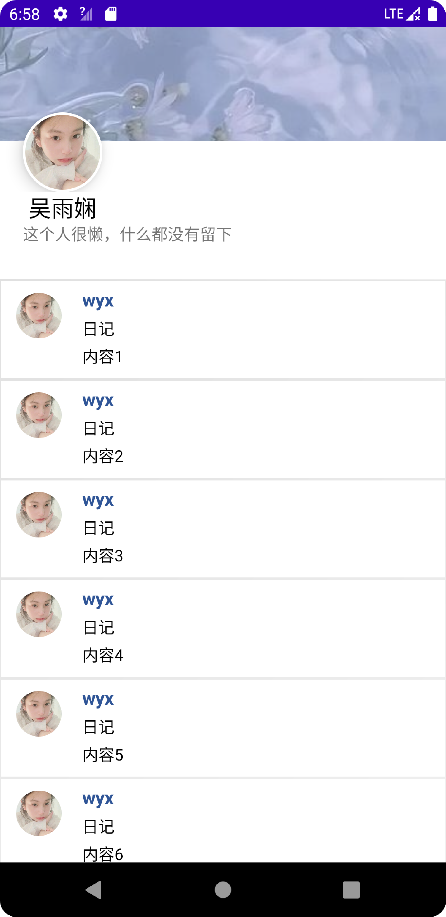 6:58
LTE
吴雨娴
这个人很懒，什么都没有留下
wyx
日记
内容1
wyx
日记
内容2
wyx
日记
内容3
wyx
日记
内容4
wyx
日记
内容5
wyx
日记
内容6